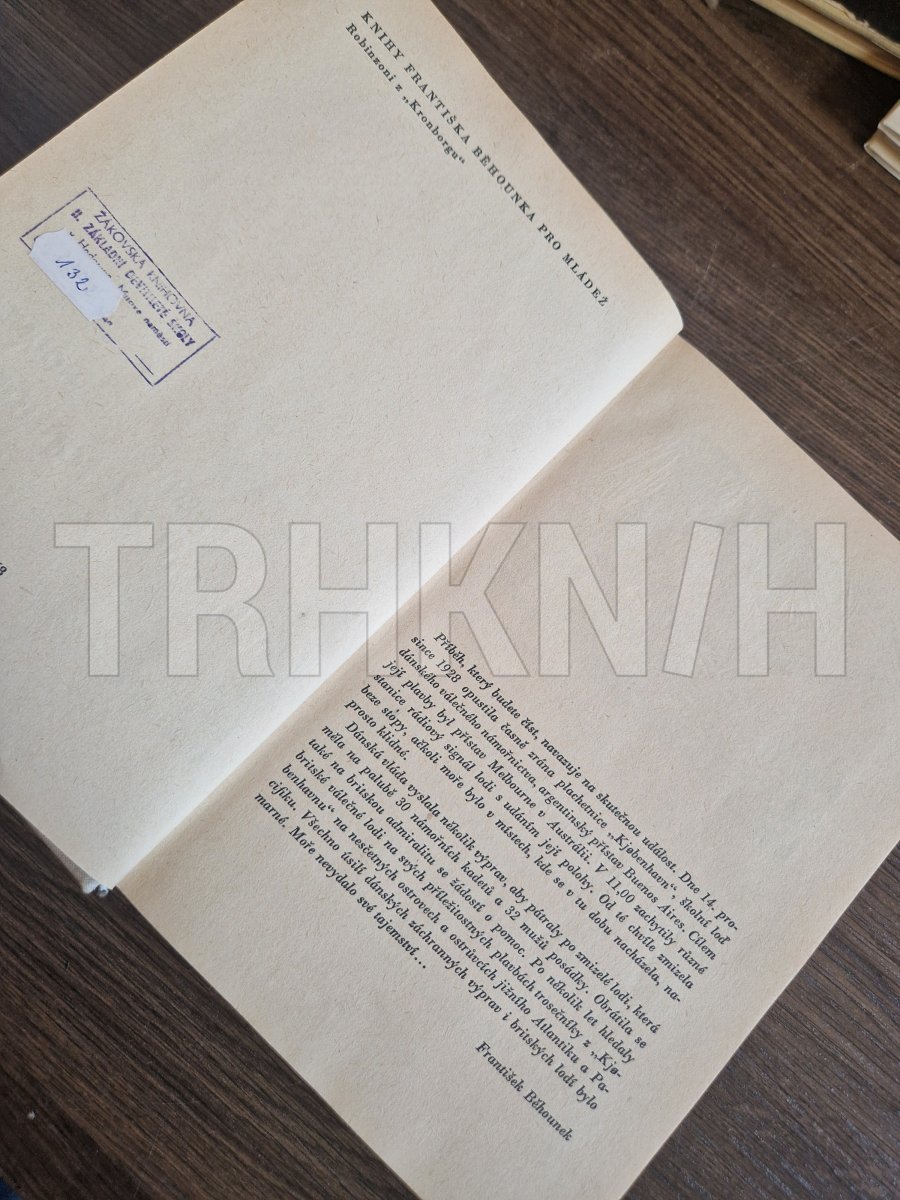 KNIHY FRANTIŠKA BĚHOUNKA PRO MLÁDEŽ
Robinzoni z „Kronborgu“
ŽÁKOVSKÁ KNIHOVNA
II. ZÁKLADNÍ DEVÍTILETÉ ŠKOLY
náměstí
132
TRHKNIH
Příběh, který budete číst, navazuje na skutečnou událost. Dne 14. pro-
since 1928 opustila časně zrána plachetnice „Kjøbenhavn“, školní loď
dánského válečného námořnictva, argentinský přístav Buenos Aires. Cílem
její plavby byl přístav Melbourne v Austrálii. V 11,00 zachytily různé
stanice rádiový signál lodi s udáním její polohy. Od té chvíle zmizela
beze stopy, ačkoli moře bylo v místech, kde se v tu dobu nacházela, na-
prosto klidné.
Dánská vláda vyslala několik výprav, aby pátraly po zmizelé lodi, která
měla na palubě 30 námořních kadetů a 32 mužů posádky. Obrátila se
také na britskou admiralitu se žádostí o pomoc. Po několik let hledaly
britské válečné lodi na svých příležitostných plavbách trosečníky z „Kjø-
benhavnu“ na nesčetných ostrovech a ostrůvcích jižního Atlantiku a Pa-
cifiku. Všechno úsilí dánských záchranných výprav i britských lodí bylo
marné. Moře nevydalo své tajemství...
František Běhounek